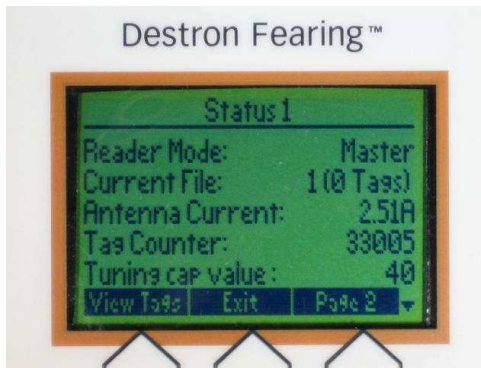 Destron Fearing™
Status 1
Reader Mode: Master
Current File: 1(0 Tags)
Antenna Current: 2.51A
Tag Counter: 33005
Tuning cap value: 40
View Tags Exit Page 2